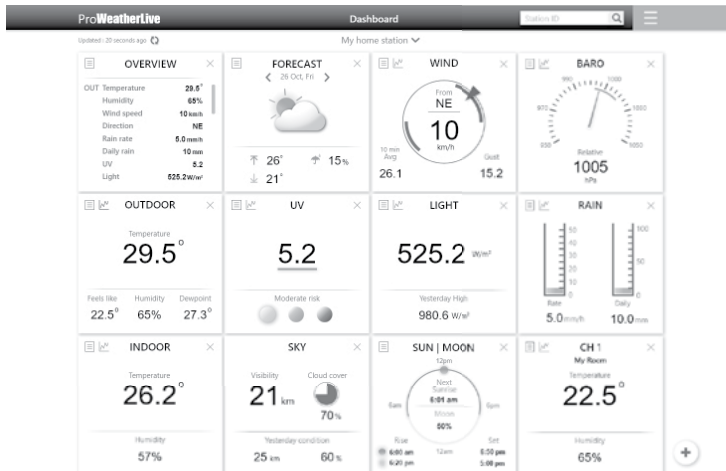 ProWeatherLive
Dashboard
Station ID
Updated : 20 seconds ago
My home station
OVERVIEW
OUT Temperature 29.5°
Humidity 65%
Wind speed 10 km/h
Direction NE
Rain rate 5.0 mm/h
Daily rain 10 mm
UV 5.2
Light 525.2 W/m²
FORECAST
26 Oct, Fri
26° 15%
21°
WIND
From
NE
10
km/h
10 min
Avg
26.1
Gust
15.2
BARO
990 1000
970 1030
950 1050
Relative
1005
hPa
OUTDOOR
Temperature
29.5°
Feels like Humidity Dewpoint
22.5° 65% 27.3°
UV
5.2
Moderate risk
LIGHT
525.2 W/m²
Yesterday High
980.6 W/m²
RAIN
50 100
40
30 50
20
10
0 0
Rate Daily
5.0 mm/h 10.0 mm
INDOOR
Temperature
26.2°
Humidity
57%
SKY
Visibility Cloud cover
21 km
70%
Yesterday condition
25 km 60%
SUN | MOON
12pm
Next
Sunrise
6:01 am
6am 6pm
Moon
50%
Rise 12am Set
6:00 am 6:50 pm
6:20 pm 5:00 pm
CH 1
My Room
Temperature
22.5°
Humidity
65%